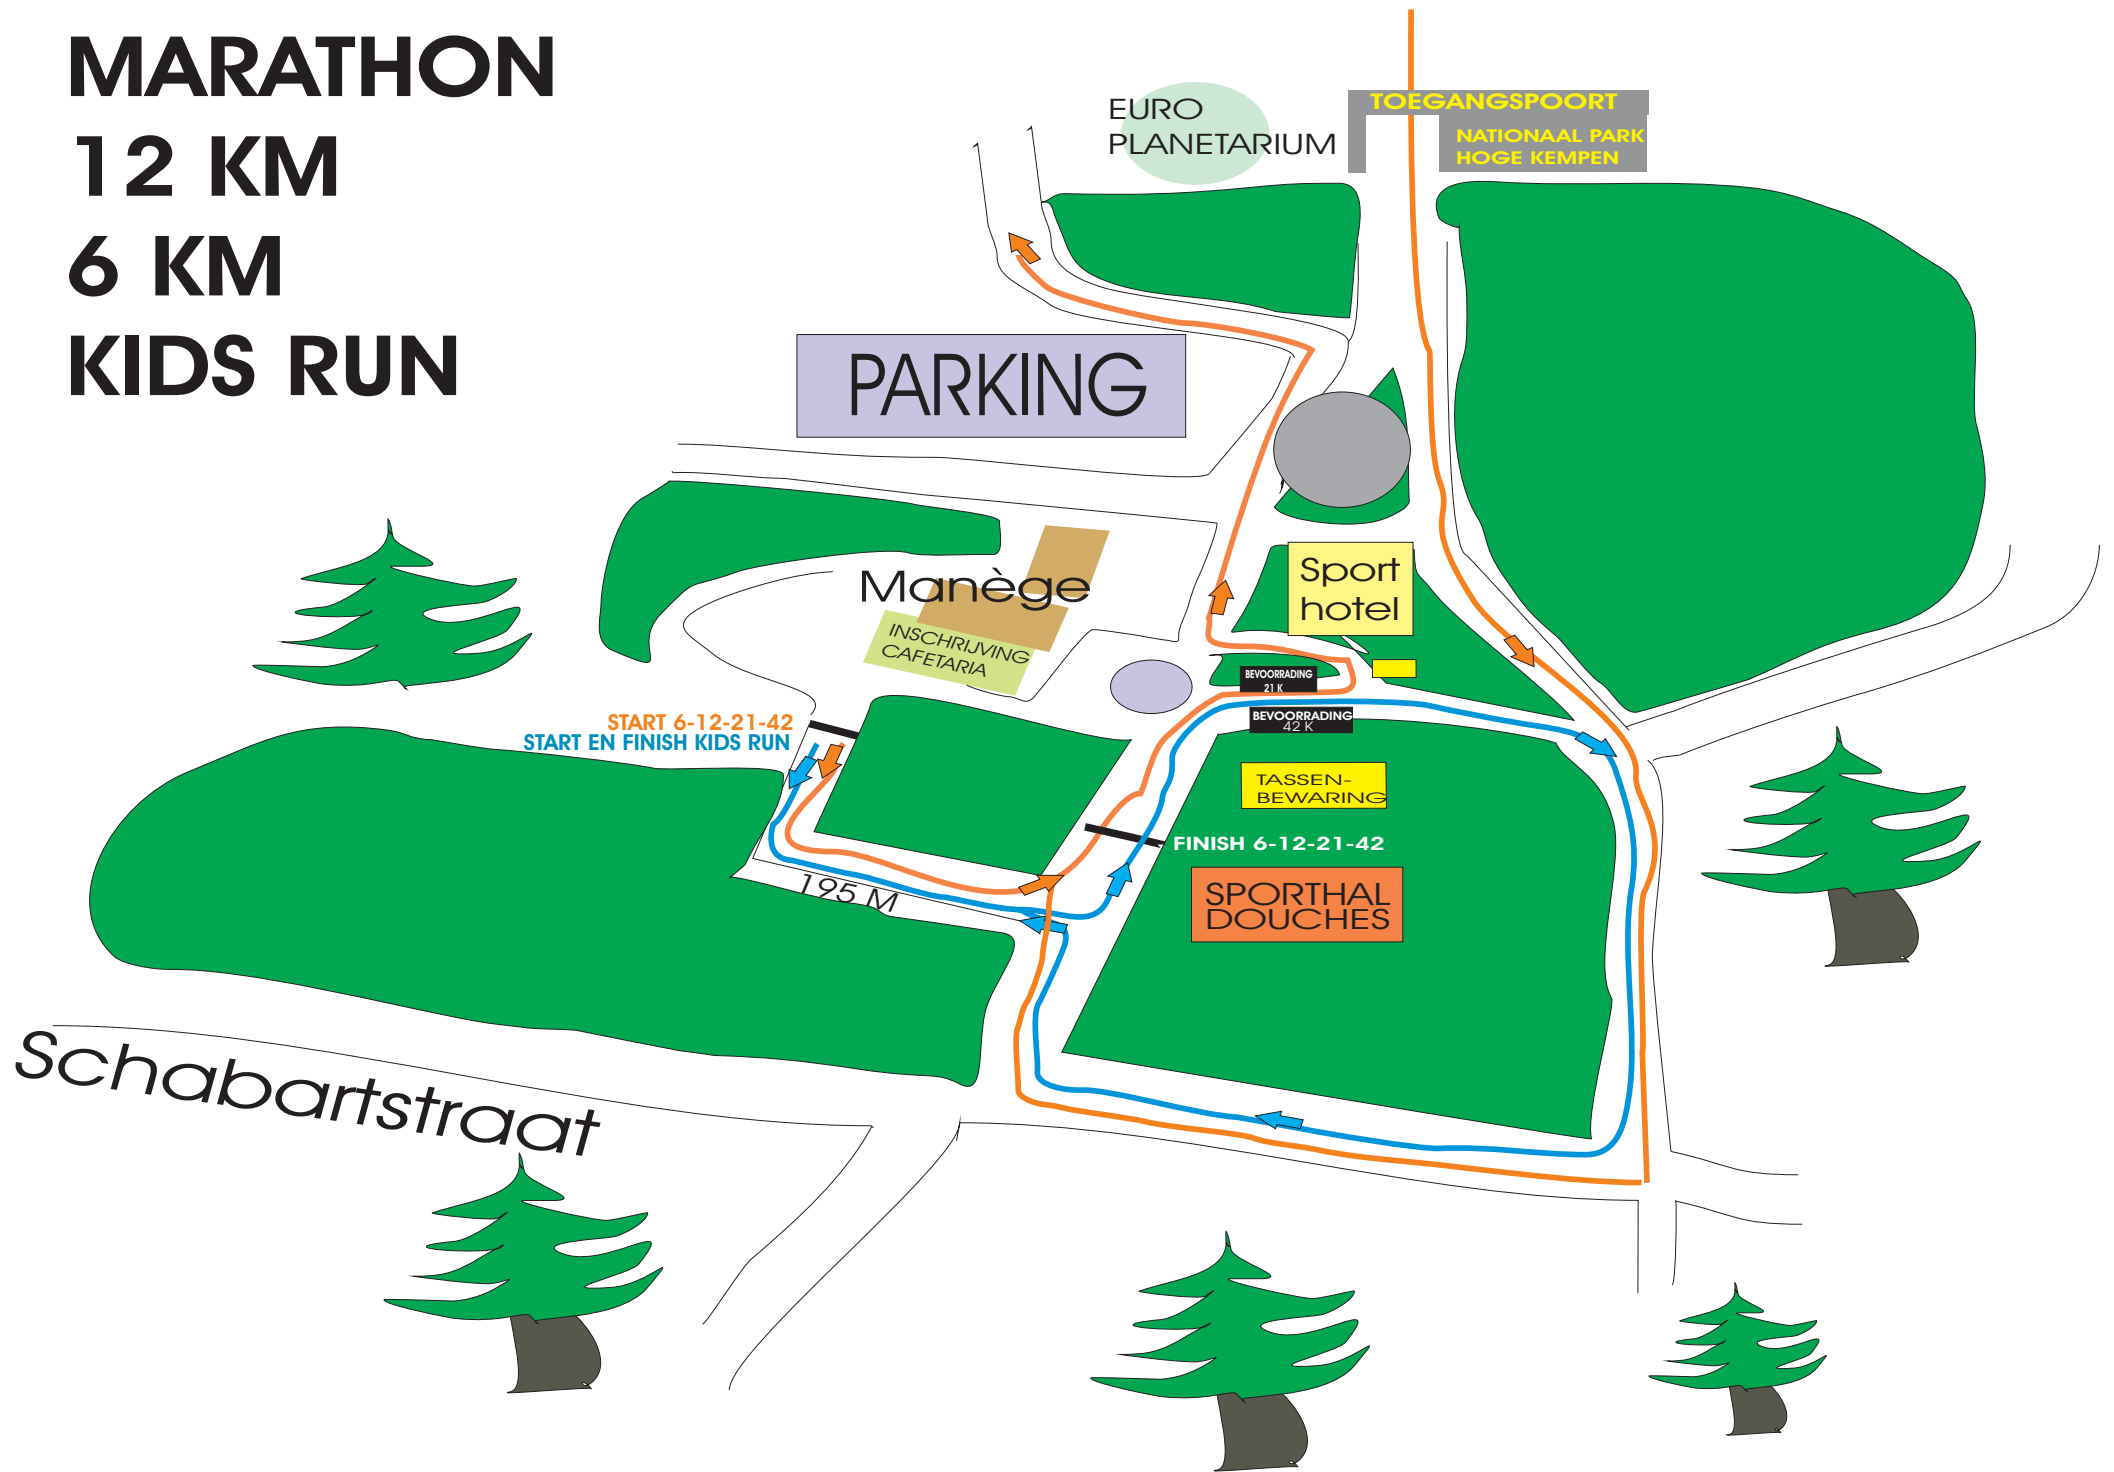 MARATHON
12 KM
6 KM
KIDS RUN
EURO
PLANETARIUM
TOEGANGSPOORT
NATIONAAL PARK
HOGE KEMPEN
PARKING
Manège
INSCHRIJVING
CAFETARIA
Sport
hotel
BEVOORRADING
21 K
BEVOORRADING
42 K
START 6-12-21-42
START EN FINISH KIDS RUN
TASSEN-
BEWARING
FINISH 6-12-21-42
195 M
SPORTHAL
DOUCHES
Schabartstraat